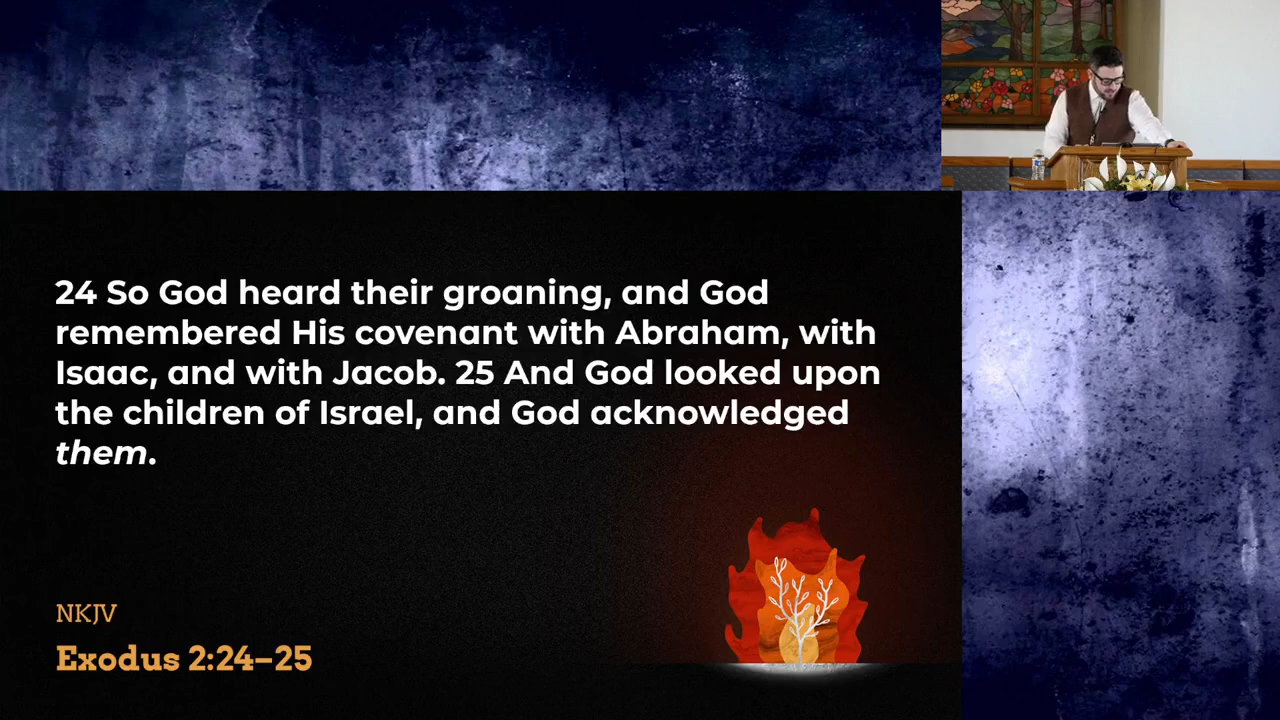 24 So God heard their groaning, and God
remembered His covenant with Abraham, with
Isaac, and with Jacob. 25 And God looked upon
the children of Israel, and God acknowledged
them.
NKJV
Exodus 2:24–25